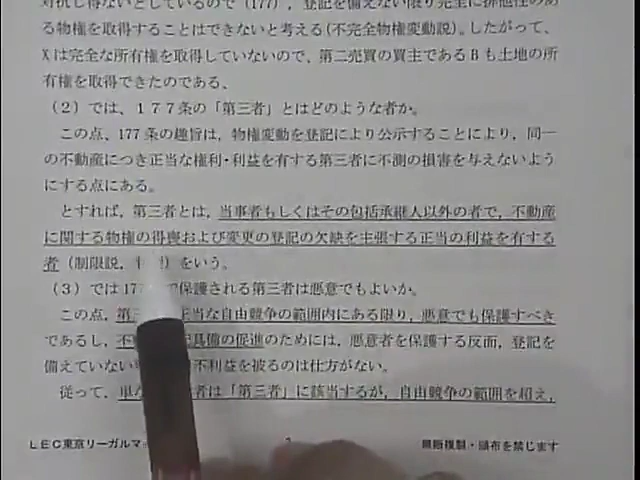 対抗し得ないとしているので（177），登記を備えない限り完全に排他性のあ
る物権を取得することはできないと考える（不完全物権変動説）。したがって，
Xは完全な所有権を取得していないので，第二売買の買主であるBも土地の所
有権を取得できたのである、
（2）では，１７７条の「第三者」とはどのような者か。
この点，177条の趣旨は，物権変動を登記により公示することにより，同一
の不動産につき正当な権利・利益を有する第三者に不測の損害を与えないよう
にする点にある。
とすれば，第三者とは，当事者もしくはその包括承継人以外の者で，不動産
に関する物権の得喪および変更の登記の欠缺を主張する正当の利益を有する
者（制限説，判例）をいう。
（3）では17 で保護される第三者は悪意でもよいか。
この点，第三 正当な自由競争の範囲内にある限り，悪意でも保護すべき
であるし，不動 具備の促進のためには，悪意者を保護する反面，登記を
備えていない 不利益を被るのは仕方がない。
従って，単な 者は「第三者」に該当するが，自由競争の範囲を超え，
ＬＥＣ東京リーガルマ 無断複製・頒布を禁じます